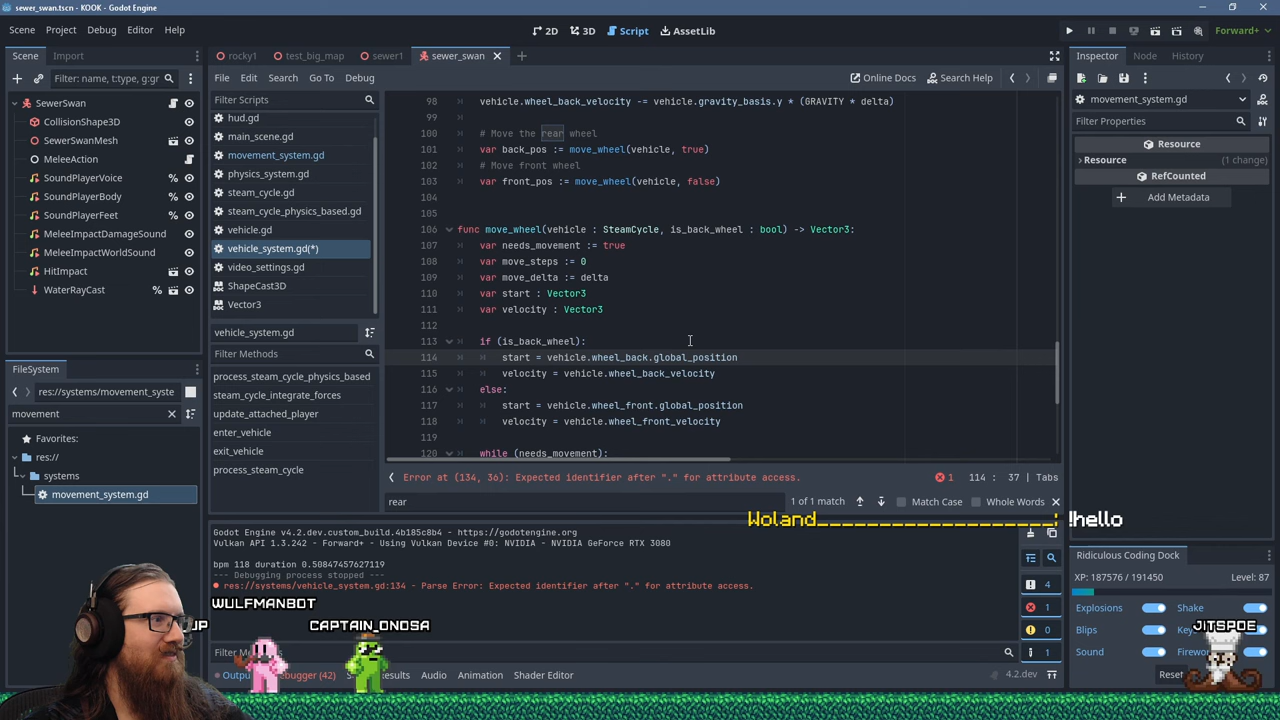 sewer_swan.tscn - KOOK - Godot Engine
Scene Project Debug Editor Help
2D 3D Script AssetLib
Forward+
Scene Import
rocky1 test_big_map sewer1 sewer_swan
Inspector Node History
Filter: name, t:type, g:gr
File Edit Search Go To Debug
Online Docs Search Help
SewerSwan
CollisionShape3D
SewerSwanMesh
MeleeAction
SoundPlayerVoice
SoundPlayerBody
SoundPlayerFeet
MeleeImpactDamageSound
MeleeImpactWorldSound
HitImpact
WaterRayCast
FileSystem
res://systems/movement_syste
movement
Favorites:
res://
systems
movement_system.gd
Filter Scripts
hud.gd
main_scene.gd
movement_system.gd
physics_system.gd
steam_cycle.gd
steam_cycle_physics_based.gd
vehicle.gd
vehicle_system.gd(*)
video_settings.gd
ShapeCast3D
Vector3
vehicle_system.gd
Filter Methods
process_steam_cycle_physics_based
steam_cycle_integrate_forces
update_attached_player
enter_vehicle
exit_vehicle
process_steam_cycle
98 vehicle.wheel_back_velocity -= vehicle.gravity_basis.y * (GRAVITY * delta)
99
100 # Move the rear wheel
101 var back_pos := move_wheel(vehicle, true)
102 # Move front wheel
103 var front_pos := move_wheel(vehicle, false)
104
105
106 func move_wheel(vehicle : SteamCycle, is_back_wheel : bool) -> Vector3:
107 var needs_movement := true
108 var move_steps := 0
109 var move_delta := delta
110 var start : Vector3
111 var velocity : Vector3
112
113 if (is_back_wheel):
114 start = vehicle.wheel_back.global_position
115 velocity = vehicle.wheel_back_velocity
116 else:
117 start = vehicle.wheel_front.global_position
118 velocity = vehicle.wheel_front_velocity
119
120 while (needs_movement):
Error at (134, 36): Expected identifier after "." for attribute access.
1 114 : 37 | Tabs
rear
1 of 1 match
Match Case
Whole Words
Woland____________________: !hello
Godot Engine v4.2.dev.custom_build.4b185c8b4 - https://godotengine.org
Vulkan API 1.3.242 - Forward+ - Using Vulkan Device #0: NVIDIA - NVIDIA GeForce RTX 3080
bpm 118 duration 0.50847457627119
--- Debugging process stopped ---
res://systems/vehicle_system.gd:134 - Parse Error: Expected identifier after "." for attribute access.
4
1
0
1
WULFMANBOT
CAPTAIN_ONOSA
JITSPOE
Audio Animation Shader Editor
4.2.dev
movement_system.gd
Filter Properties
Resource
Resource (1 change)
RefCounted
Add Metadata
Ridiculous Coding Dock
XP: 187576 / 191450 Level: 87
Explosions Shake
Blips
Sound
Reset